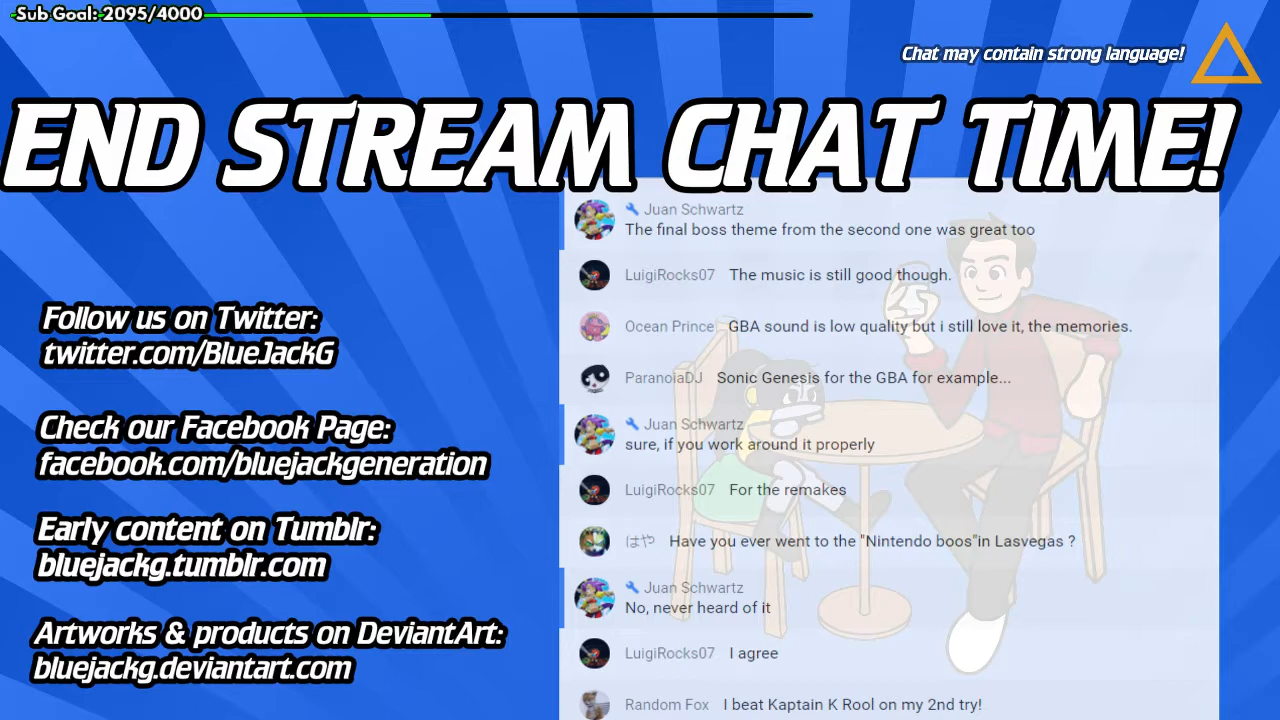 Sub Goal: 2095/4000
Chat may contain strong language!
END STREAM CHAT TIME!
Follow us on Twitter:
twitter.com/BlueJackG
Check our Facebook Page:
facebook.com/bluejackgeneration
Early content on Tumblr:
bluejackg.tumblr.com
Artworks & products on DeviantArt:
bluejackg.deviantart.com
Juan Schwartz
The final boss theme from the second one was great too
LuigiRocks07 The music is still good though.
Ocean Prince GBA sound is low quality but i still love it, the memories.
ParanoiaDJ Sonic Genesis for the GBA for example...
Juan Schwartz
sure, if you work around it properly
LuigiRocks07 For the remakes
はや Have you ever went to the "Nintendo boos"in Lasvegas ?
Juan Schwartz
No, never heard of it
LuigiRocks07 I agree
Random Fox I beat Kaptain K Rool on my 2nd try!